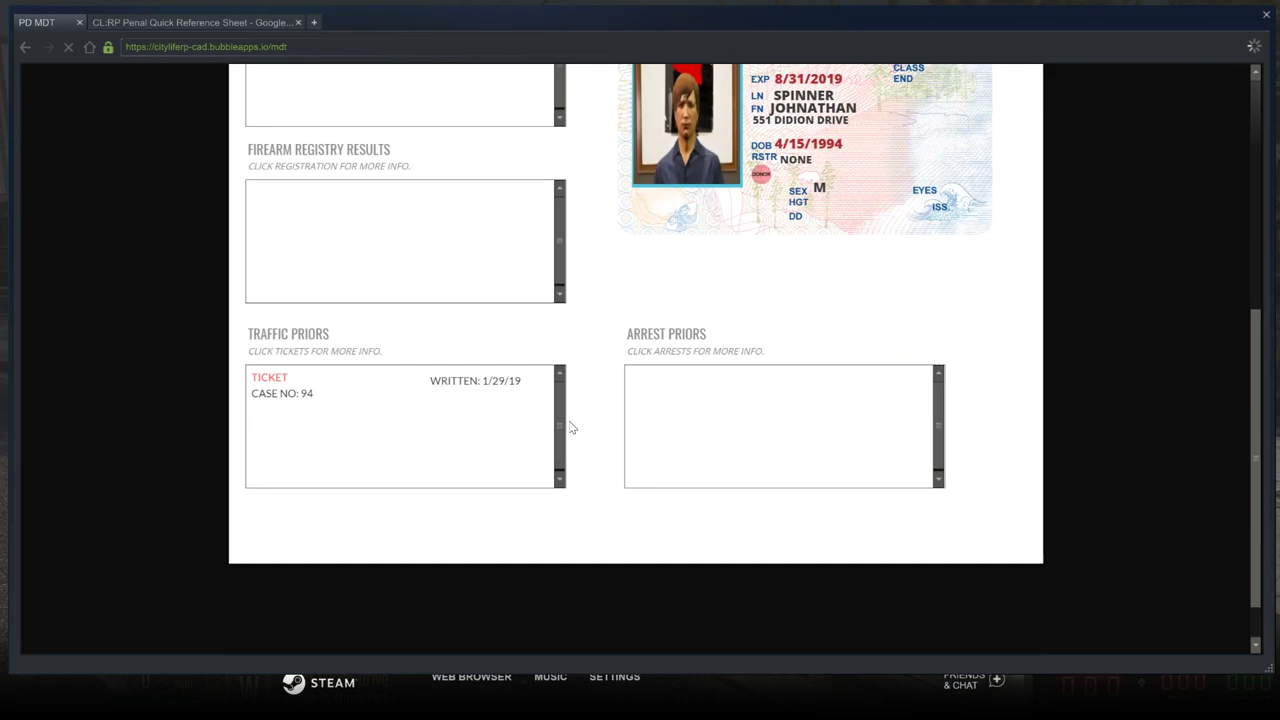 PD MDT
CL:RP Penal Quick Reference Sheet - Google...
https://cityliferp-cad.bubbleapps.io/mdt
CLASS
END
EXP 8/31/2019
LN SPINNER
FN JOHNATHAN
551 DIDION DRIVE
DOB 4/15/1994
RSTR NONE
DONOR
SEX M
HGT
DD
EYES
ISS.
FIREARM REGISTRY RESULTS
CLICK REGISTRATION FOR MORE INFO.
TRAFFIC PRIORS
CLICK TICKETS FOR MORE INFO.
TICKET
WRITTEN: 1/29/19
CASE NO: 94
ARREST PRIORS
CLICK ARRESTS FOR MORE INFO.
STEAM
WEB BROWSER
MUSIC
SETTINGS
FRIENDS
& CHAT